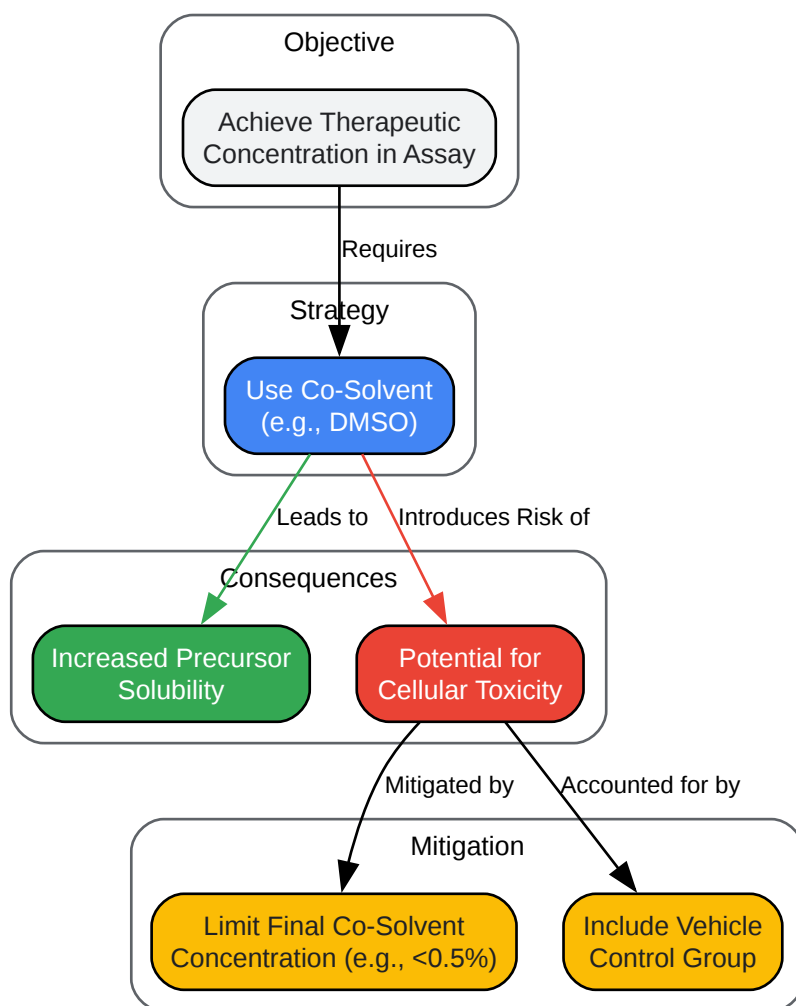 Objective
Achieve Therapeutic
Concentration in Assay
Requires
Strategy
Use Co-Solvent
(e.g., DMSO)
Leads to
Introduces Risk of
Consequences
Increased Precursor
Solubility
Potential for
Cellular Toxicity
Mitigated by
Accounted for by
Mitigation
Limit Final Co-Solvent
Concentration (e.g., <0.5%)
Include Vehicle
Control Group